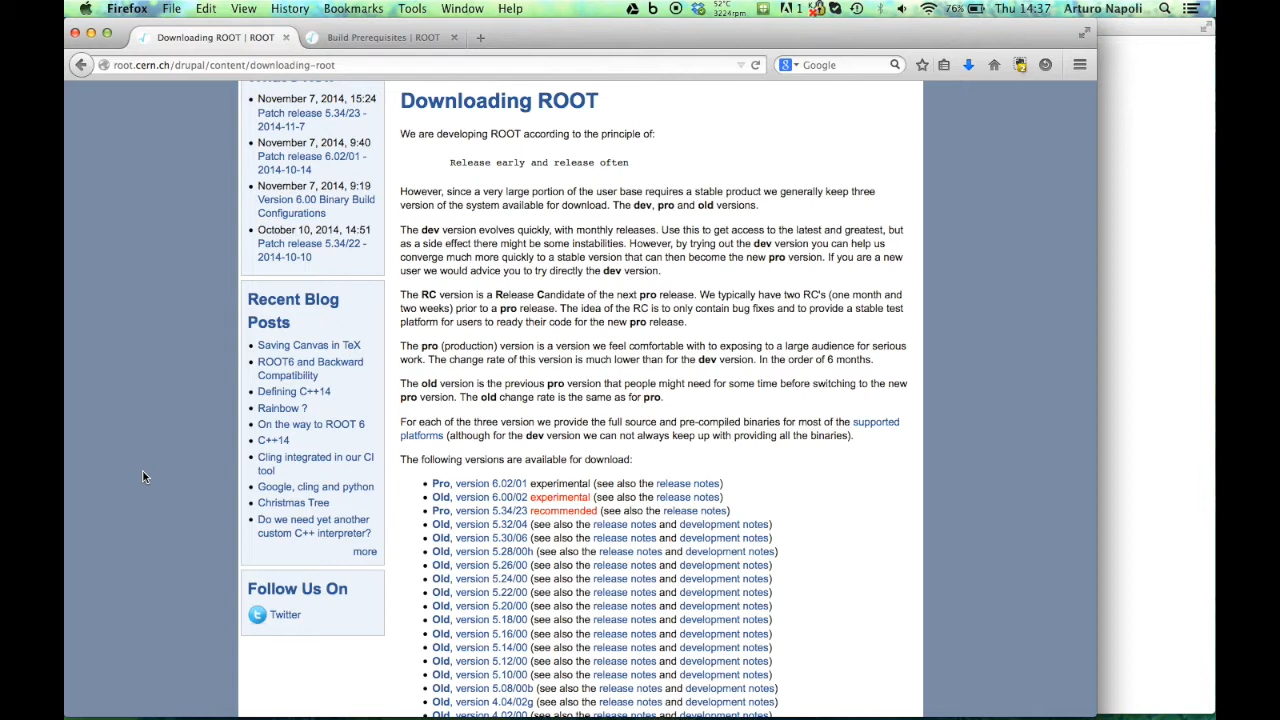 Firefox File Edit View History Bookmarks Tools Window Help 52°C 3224rpm 1 76% Thu 14:37 Arturo Napoli
Downloading ROOT | ROOT Build Prerequisites | ROOT
root.cern.ch/drupal/content/downloading-root Google
November 7, 2014, 15:24
Patch release 5.34/23 -
2014-11-7
November 7, 2014, 9:40
Patch release 6.02/01 -
2014-10-14
November 7, 2014, 9:19
Version 6.00 Binary Build
Configurations
October 10, 2014, 14:51
Patch release 5.34/22 -
2014-10-10
Recent Blog
Posts
Saving Canvas in TeX
ROOT6 and Backward
Compatibility
Defining C++14
Rainbow ?
On the way to ROOT 6
C++14
Cling integrated in our CI
tool
Google, cling and python
Christmas Tree
Do we need yet another
custom C++ interpreter?
more
Follow Us On
Twitter
Downloading ROOT
We are developing ROOT according to the principle of:
Release early and release often
However, since a very large portion of the user base requires a stable product we generally keep three
version of the system available for download. The dev, pro and old versions.
The dev version evolves quickly, with monthly releases. Use this to get access to the latest and greatest, but
as a side effect there might be some instabilities. However, by trying out the dev version you can help us
converge much more quickly to a stable version that can then become the new pro version. If you are a new
user we would advice you to try directly the dev version.
The RC version is a Release Candidate of the next pro release. We typically have two RC's (one month and
two weeks) prior to a pro release. The idea of the RC is to only contain bug fixes and to provide a stable test
platform for users to ready their code for the new pro release.
The pro (production) version is a version we feel comfortable with to exposing to a large audience for serious
work. The change rate of this version is much lower than for the dev version. In the order of 6 months.
The old version is the previous pro version that people might need for some time before switching to the new
pro version. The old change rate is the same as for pro.
For each of the three version we provide the full source and pre-compiled binaries for most of the supported
platforms (although for the dev version we can not always keep up with providing all the binaries).
The following versions are available for download:
Pro, version 6.02/01 experimental (see also the release notes)
Old, version 6.00/02 experimental (see also the release notes)
Pro, version 5.34/23 recommended (see also the release notes)
Old, version 5.32/04 (see also the release notes and development notes)
Old, version 5.30/06 (see also the release notes and development notes)
Old, version 5.28/00h (see also the release notes and development notes)
Old, version 5.26/00 (see also the release notes and development notes)
Old, version 5.24/00 (see also the release notes and development notes)
Old, version 5.22/00 (see also the release notes and development notes)
Old, version 5.20/00 (see also the release notes and development notes)
Old, version 5.18/00 (see also the release notes and development notes)
Old, version 5.16/00 (see also the release notes and development notes)
Old, version 5.14/00 (see also the release notes and development notes)
Old, version 5.12/00 (see also the release notes and development notes)
Old, version 5.10/00 (see also the release notes and development notes)
Old, version 5.08/00b (see also the release notes and development notes)
Old, version 4.04/02g (see also the release notes and development notes)
Old, version 4.02/00 (see also the release notes and development notes)